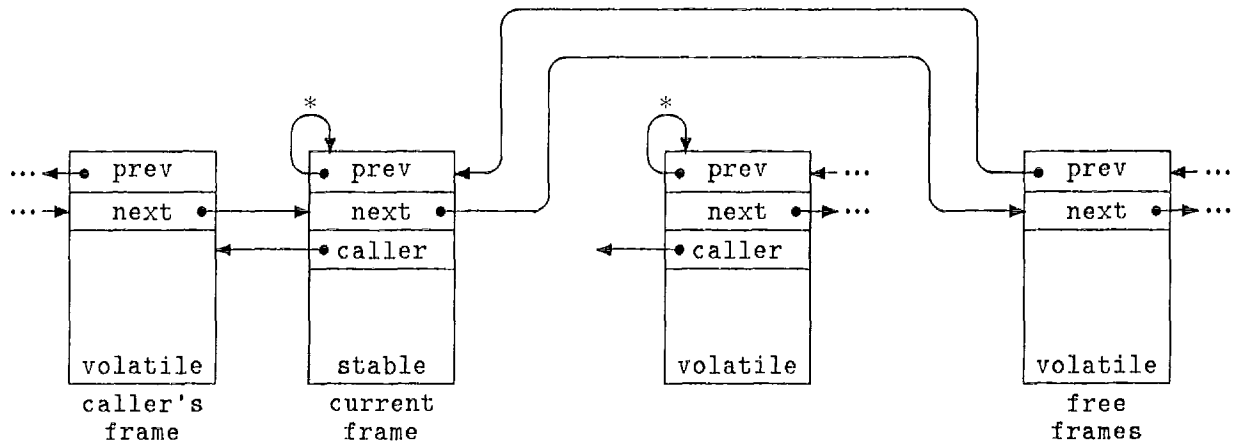 * *
... prev prev prev ... prev ...
... next next next ... next ...
caller caller
volatile stable volatile volatile
caller's current free
frame frame frames